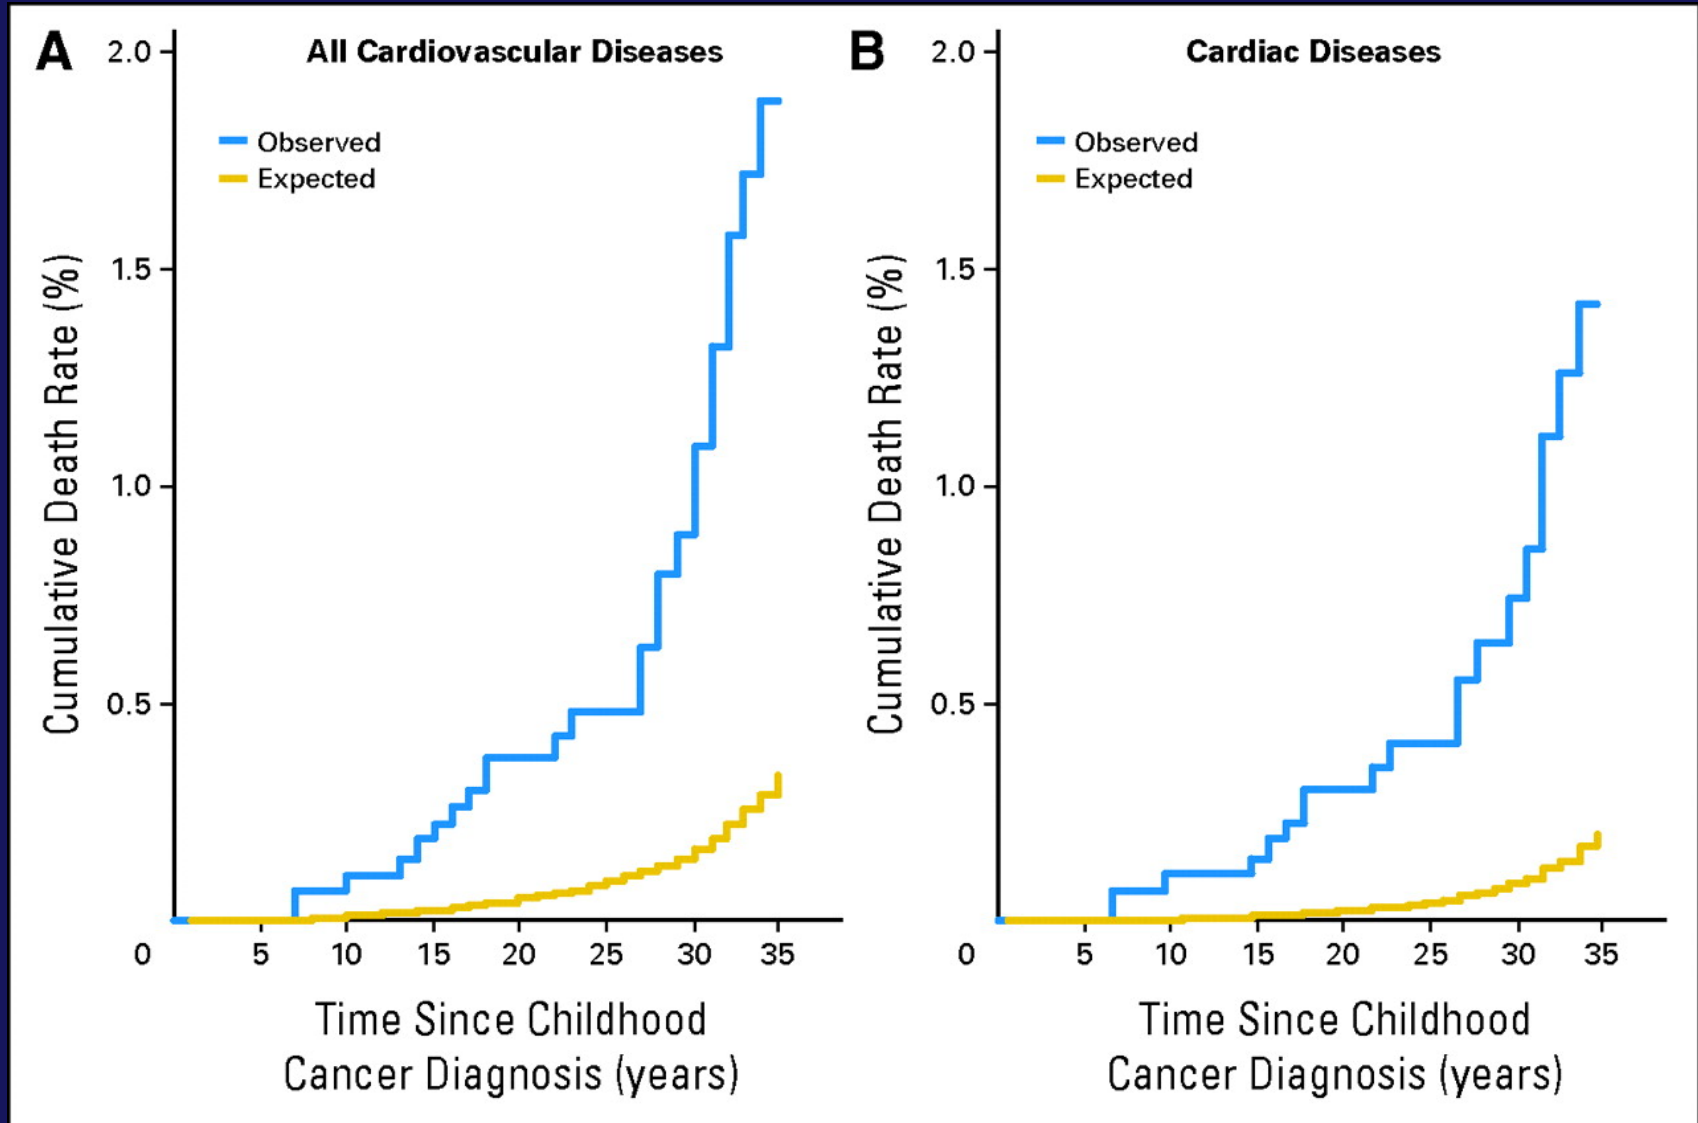 A
All Cardiovascular Diseases
2.0
1.5
1.0
0.5
0
Observed
Expected
Cumulative Death Rate (%)
5 10 15 20 25 30 35
Time Since Childhood
Cancer Diagnosis (years)
B
Cardiac Diseases
2.0
1.5
1.0
0.5
0
Observed
Expected
Cumulative Death Rate (%)
5 10 15 20 25 30 35
Time Since Childhood
Cancer Diagnosis (years)